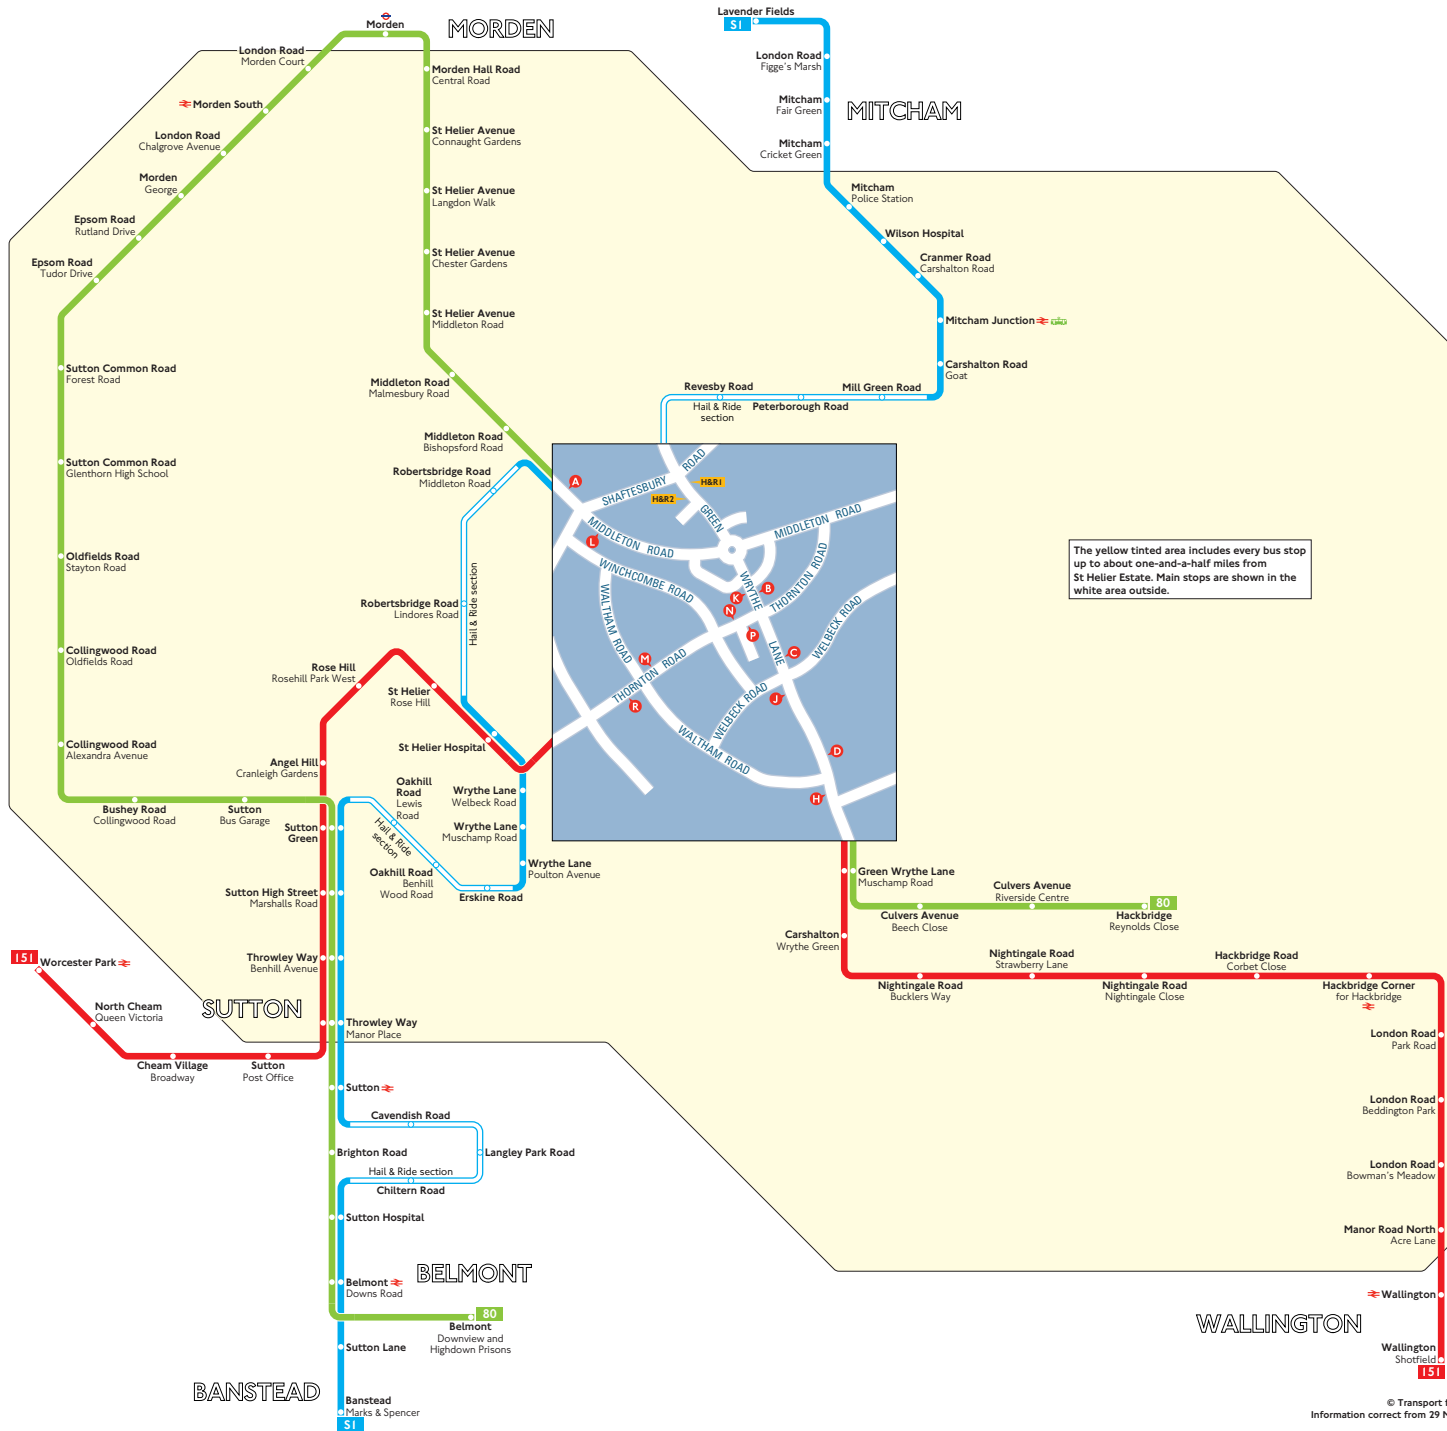 Lavender Fields
S1
Morden
MORDEN
London Road
Morden Court
London Road
Figge's Marsh
Morden Hall Road
Central Road
Morden South
Mitcham
Fair Green
MITCHAM
London Road
Chalgrove Avenue
St Helier Avenue
Connaught Gardens
Mitcham
Cricket Green
Morden
George
St Helier Avenue
Langdon Walk
Mitcham
Police Station
Epsom Road
Rutland Drive
Wilson Hospital
Epsom Road
Tudor Drive
St Helier Avenue
Chester Gardens
Cranmer Road
Carshalton Road
St Helier Avenue
Middleton Road
Mitcham Junction
Sutton Common Road
Forest Road
Carshalton Road
Goat
Middleton Road
Malmesbury Road
Revesby Road
Mill Green Road
Hail & Ride
section
Peterborough Road
Middleton Road
Bishopsford Road
Sutton Common Road
Glenthorn High School
Robertsbridge Road
Middleton Road
ROAD
SHAFTESBURY
A
H&R1
H&R2
GREEN
MIDDLETON ROAD
MIDDLETON ROAD
L
WINCHCOMBE ROAD
WALTHAM ROAD
WRYTHE
LANE
THORNTON ROAD
WELBECK ROAD
B
K
N
P
C
M
THORNTON ROAD
R
WELBECK ROAD
J
WALTHAM ROAD
D
H
The yellow tinted area includes every bus stop
up to about one-and-a-half miles from
St Helier Estate. Main stops are shown in the
white area outside.
Oldfields Road
Stayton Road
Hail & Ride section
Robertsbridge Road
Lindores Road
Collingwood Road
Oldfields Road
Rose Hill
Rosehill Park West
St Helier
Rose Hill
St Helier Hospital
Collingwood Road
Alexandra Avenue
Angel Hill
Cranleigh Gardens
Oakhill
Road
Lewis
Road
Wrythe Lane
Welbeck Road
Bushey Road
Collingwood Road
Sutton
Bus Garage
Sutton
Green
Hail & Ride
section
Wrythe Lane
Muschamp Road
Wrythe Lane
Poulton Avenue
Oakhill Road
Benhill
Wood Road
Erskine Road
Green Wrythe Lane
Muschamp Road
Sutton High Street
Marshalls Road
Culvers Avenue
Riverside Centre
80
Culvers Avenue
Beech Close
Hackbridge
Reynolds Close
Carshalton
Wrythe Green
151
Worcester Park
Throwley Way
Benhill Avenue
Nightingale Road
Strawberry Lane
Hackbridge Road
Corbet Close
Nightingale Road
Bucklers Way
Nightingale Road
Nightingale Close
Hackbridge Corner
for Hackbridge
North Cheam
Queen Victoria
SUTTON
Throwley Way
Manor Place
London Road
Park Road
Cheam Village
Broadway
Sutton
Post Office
Sutton
London Road
Beddington Park
Cavendish Road
Brighton Road
Langley Park Road
Hail & Ride section
Chiltern Road
London Road
Bowman's Meadow
Sutton Hospital
Manor Road North
Acre Lane
BELMONT
Belmont
Downs Road
Wallington
80
Belmont
Downview and
Highdown Prisons
WALLINGTON
Sutton Lane
Wallington
Shotfield
151
BANSTEAD
Banstead
Marks & Spencer
S1
© Transport f
Information correct from 29 M